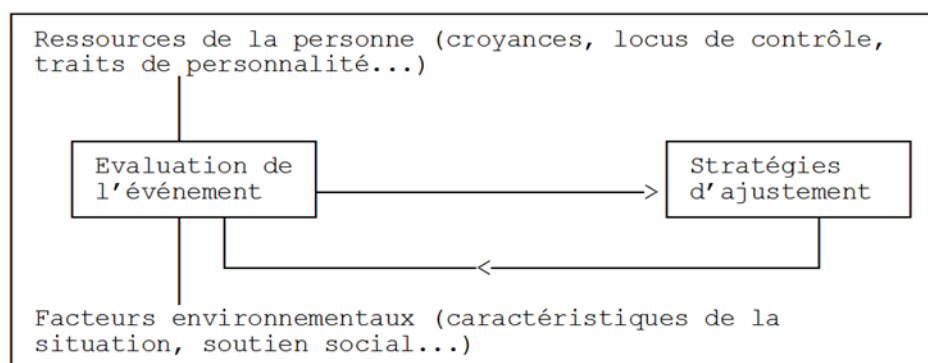 Ressources de la personne (croyances, locus de contrôle,
traits de personnalité...)
Evaluation de
l'événement
Stratégies
d'ajustement
Facteurs environnementaux (caractéristiques de la
situation, soutien social...)